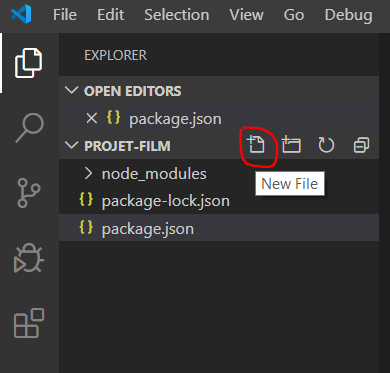 File Edit Selection View Go Debug
EXPLORER
OPEN EDITORS
{} package.json
PROJET-FILM
node_modules
New File
{} package-lock.json
package.json